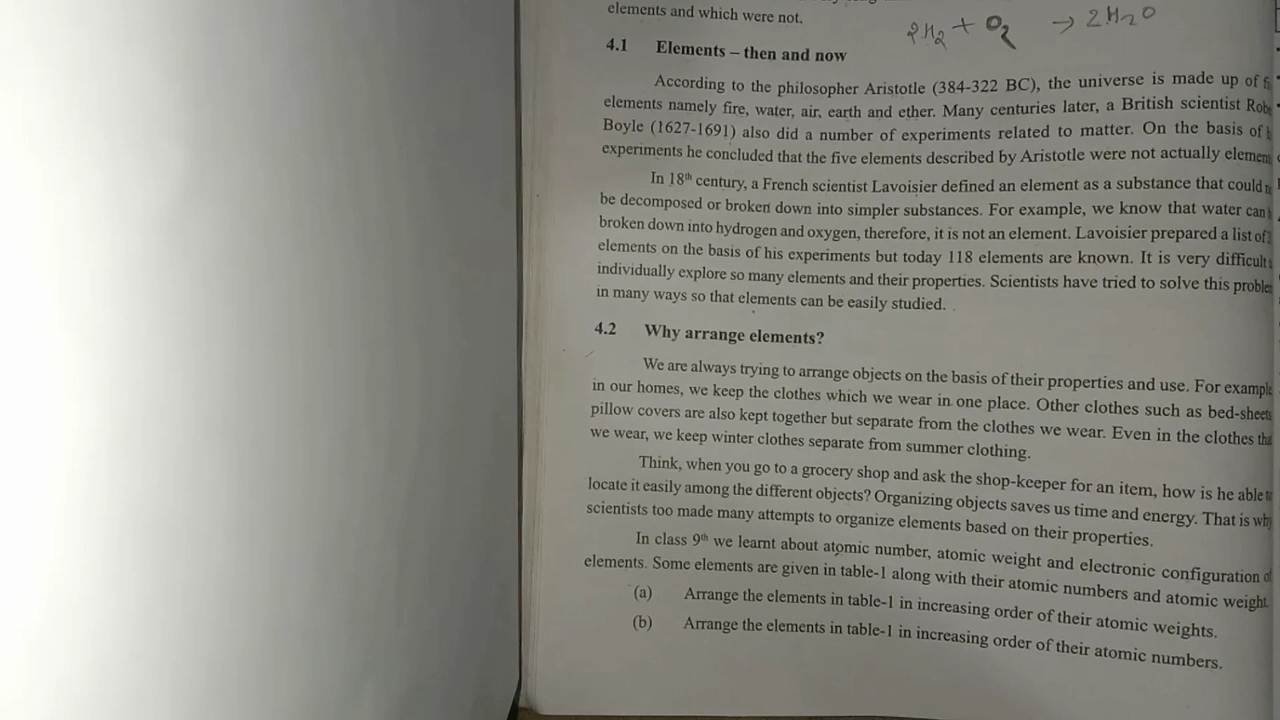 elements and which were not.
2H2 + O2 → 2H2O
4.1 Elements – then and now
According to the philosopher Aristotle (384-322 BC), the universe is made up of
elements namely fire, water, air, earth and ether. Many centuries later, a British scientist
Boyle (1627-1691) also did a number of experiments related to matter. On the basis of
experiments he concluded that the five elements described by Aristotle were not actually
In 18th century, a French scientist Lavoisier defined an element as a substance that could
be decomposed or broken down into simpler substances. For example, we know that water can
broken down into hydrogen and oxygen, therefore, it is not an element. Lavoisier prepared a list of
elements on the basis of his experiments but today 118 elements are known. It is very difficult
individually explore so many elements and their properties. Scientists have tried to solve this
in many ways so that elements can be easily studied.
4.2 Why arrange elements?
We are always trying to arrange objects on the basis of their properties and use. For example
in our homes, we keep the clothes which we wear in one place. Other clothes such as bed-sheets
pillow covers are also kept together but separate from the clothes we wear. Even in the clothes that
we wear, we keep winter clothes separate from summer clothing.
Think, when you go to a grocery shop and ask the shop-keeper for an item, how is he able
locate it easily among the different objects? Organizing objects saves us time and energy. That is why
scientists too made many attempts to organize elements based on their properties.
In class 9th we learnt about atomic number, atomic weight and electronic configuration of
elements. Some elements are given in table-1 along with their atomic numbers and atomic weight.
(a) Arrange the elements in table-1 in increasing order of their atomic weights.
(b) Arrange the elements in table-1 in increasing order of their atomic numbers.